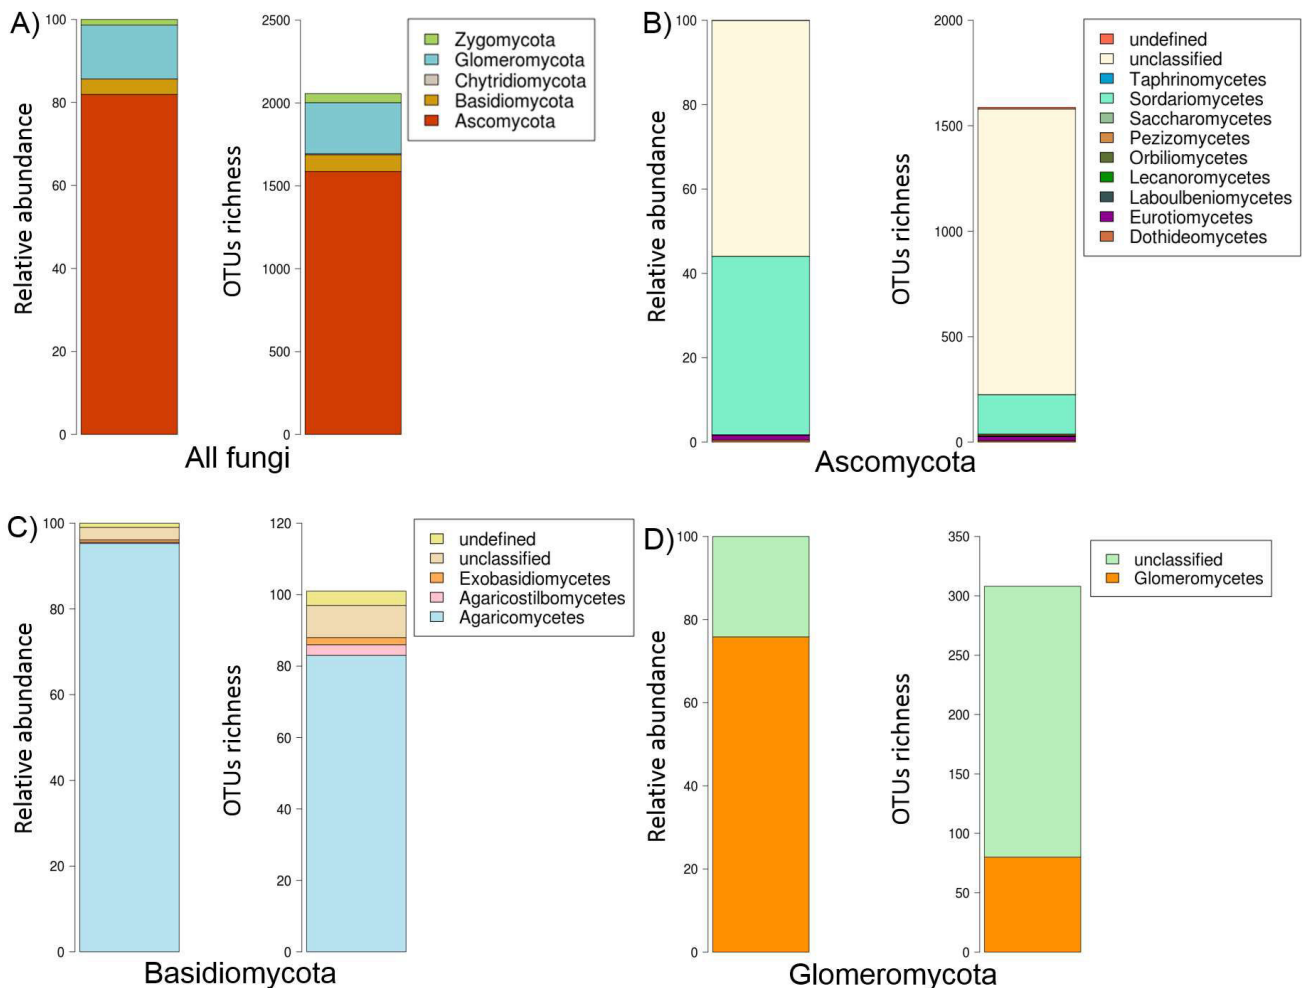 A)
100
80
60
40
20
0
Relative abundance
2500
2000
1500
1000
500
0
OTUs richness
Zygomycota
Glomeromycota
Chytridiomycota
Basidiomycota
Ascomycota
All fungi
B)
100
80
60
40
20
0
Relative abundance
2000
1500
1000
500
0
OTUs richness
undefined
unclassified
Taphrinomycetes
Sordariomycetes
Saccharomycetes
Pezizomycetes
Orbiliomycetes
Lecanoromycetes
Laboulbeniomycetes
Eurotiomycetes
Dothideomycetes
Ascomycota
C)
100
80
60
40
20
0
Relative abundance
120
100
80
60
40
20
0
OTUs richness
undefined
unclassified
Exobasidiomycetes
Agaricostilbomycetes
Agaricomycetes
Basidiomycota
D)
100
80
60
40
20
0
Relative abundance
350
300
250
200
150
100
50
0
OTUs richness
unclassified
Glomeromycetes
Glomeromycota